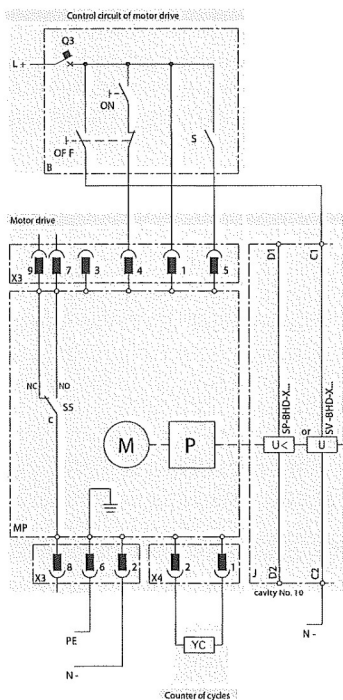 Control circuit of motor drive
Q3
L +
ON
OFF
S
B
Motor drive
9 7 3 4 1 5
X3
D1 C1
NC NO
SS
C
M P
SP-BHD-X...
or
SV-BHD-X...
U< U
MP
8 6 2 2 1
X3 X4
J
D2 C2
cavity No. 10
PE
N -
N -
YC
Counter of cycles